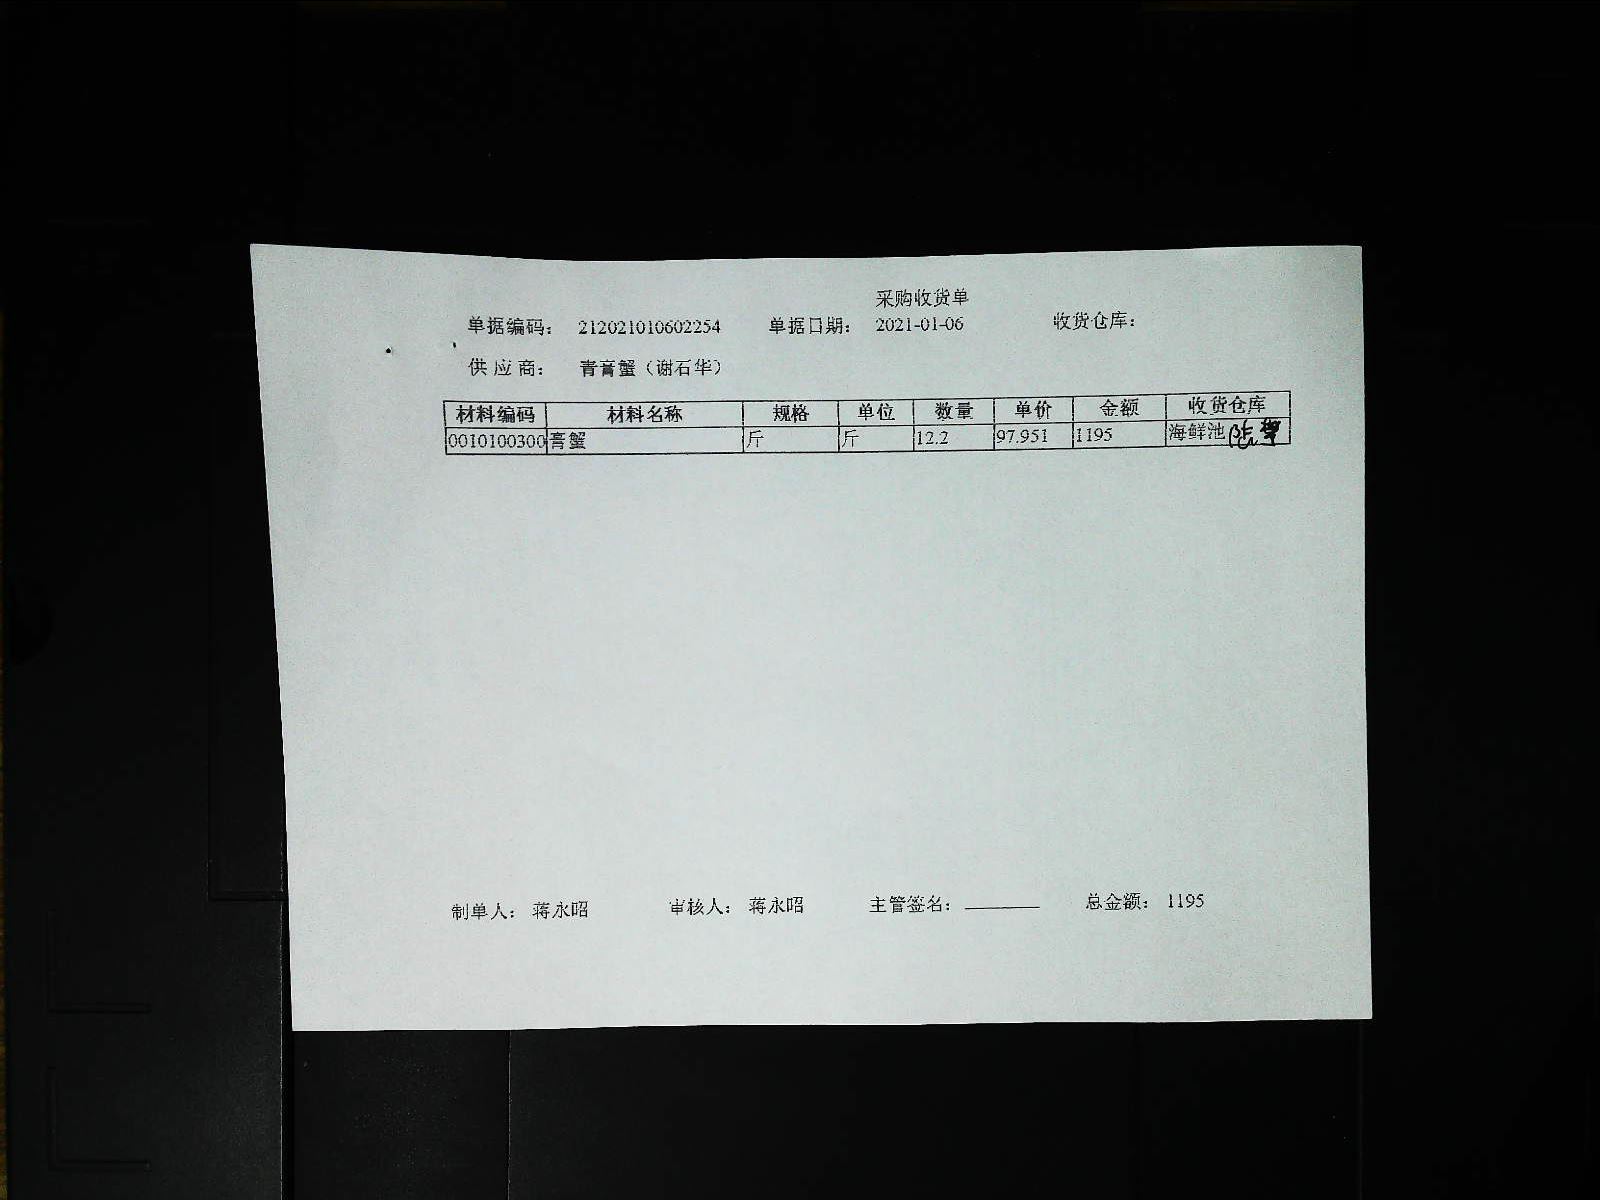 采购收货单
单据编码： 212021010602254 单据日期： 2021-01-06 收货仓库：
供应商： 青膏蟹（谢石华）
材料编码 材料名称 规格 单位 数量 单价 金额 收货仓库
0010100300 膏蟹 斤 斤 12.2 97.951 1195 海鲜池
制单人： 蒋永昭 审核人： 蒋永昭 主管签名： 总金额： 1195